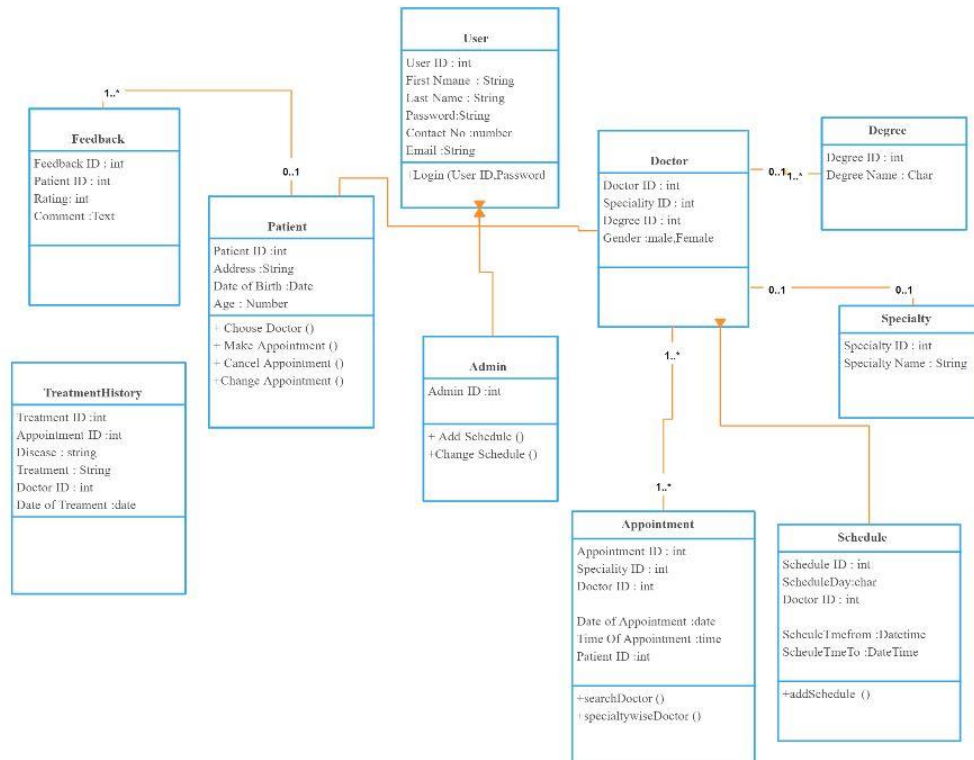 User
User ID : int
First Nmane : String
Last Name : String
Password:String
Contact No :number
Email :String
+Login (User ID,Password
1..*
0..1
Feedback
Feedback ID : int
Patient ID : int
Rating: int
Comment :Text
Patient
Patient ID :int
Address :String
Date of Birth :Date
Age : Number
+ Choose Doctor ()
+ Make Appointment ()
+ Cancel Appointment ()
+Change Appointment ()
Doctor
Doctor ID : int
Speciality ID : int
Degree ID : int
Gender :male,Female
0..1
1..*
Degree
Degree ID : int
Degree Name : Char
0..1
0..1
Specialty
Specialty ID : int
Specialty Name : String
TreatmentHistory
Treatment ID :int
Appointment ID :int
Disease : string
Treatment : String
Doctor ID : int
Date of Treament :date
Admin
Admin ID :int
+ Add Schedule ()
+Change Schedule ()
1..*
1..*
Appointment
Appointment ID : int
Speciality ID : int
Doctor ID : int
Date of Appointment :date
Time Of Appointment :time
Patient ID :int
+searchDoctor ()
+specialtywiseDoctor()
Schedule
Schedule ID : int
ScheduleDay:char
Doctor ID : int
ScheuleTmefrom :Datetime
ScheuleTmeTo :DateTime
+addSchedule ()